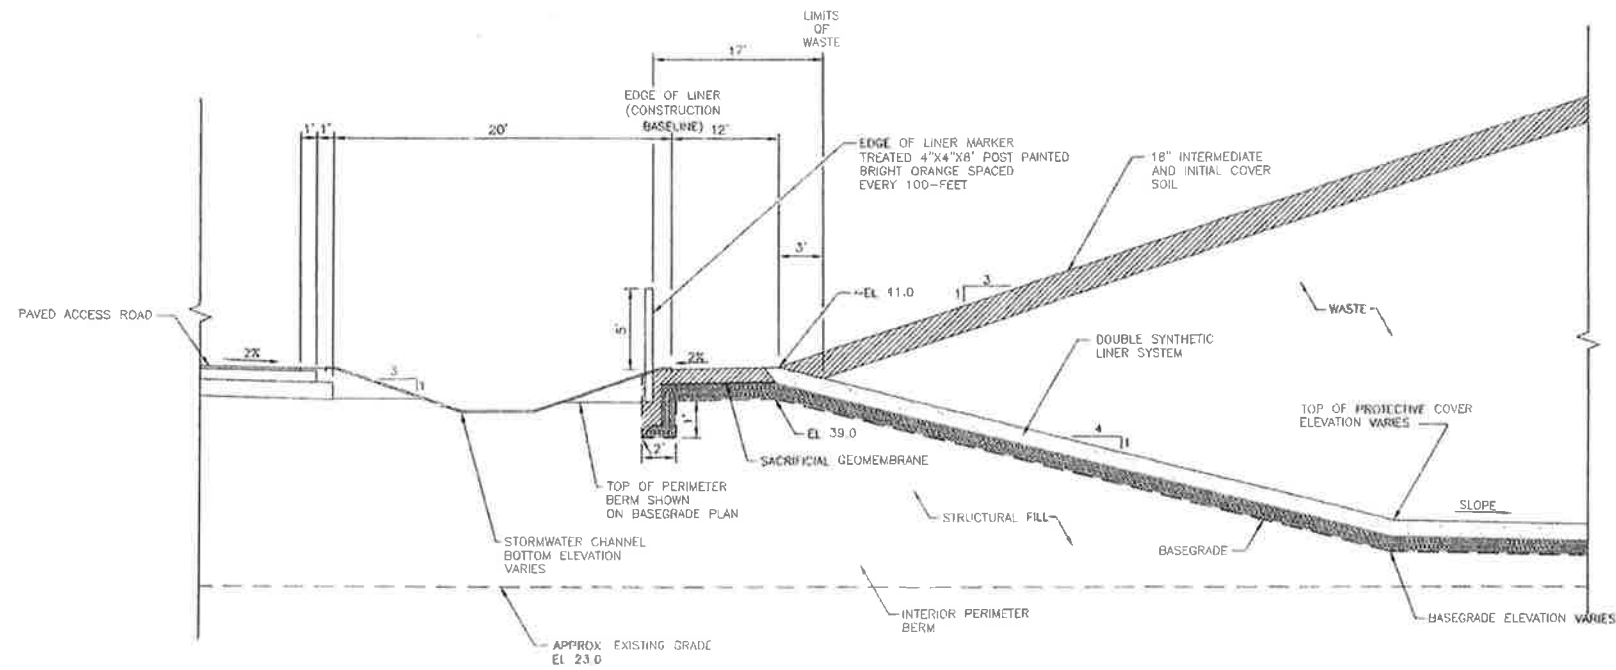 LIMITS
OF
WASTE
17'
EDGE OF LINER
(CONSTRUCTION
BASELINE)
1'
1'
20'
12'
EDGE OF LINER MARKER
TREATED 4"X4"X8' POST PAINTED
BRIGHT ORANGE SPACED
EVERY 100-FEET
18" INTERMEDIATE
AND INITIAL COVER
SOIL
3'
3
1
~EL 41.0
5'
PAVED ACCESS ROAD
2%
2%
WASTE
DOUBLE SYNTHETIC
LINER SYSTEM
3
1
1'
2'
EL 39.0
4
1
TOP OF PROTECTIVE COVER
ELEVATION VARIES
SACRIFICIAL GEOMEMBRANE
TOP OF PERIMETER
BERM SHOWN
ON BASEGRADE PLAN
SLOPE
STRUCTURAL FILL
STORMWATER CHANNEL
BOTTOM ELEVATION
VARIES
BASEGRADE
INTERIOR PERIMETER
BERM
BASEGRADE ELEVATION VARIES
APPROX EXISTING GRADE
EL 23.0